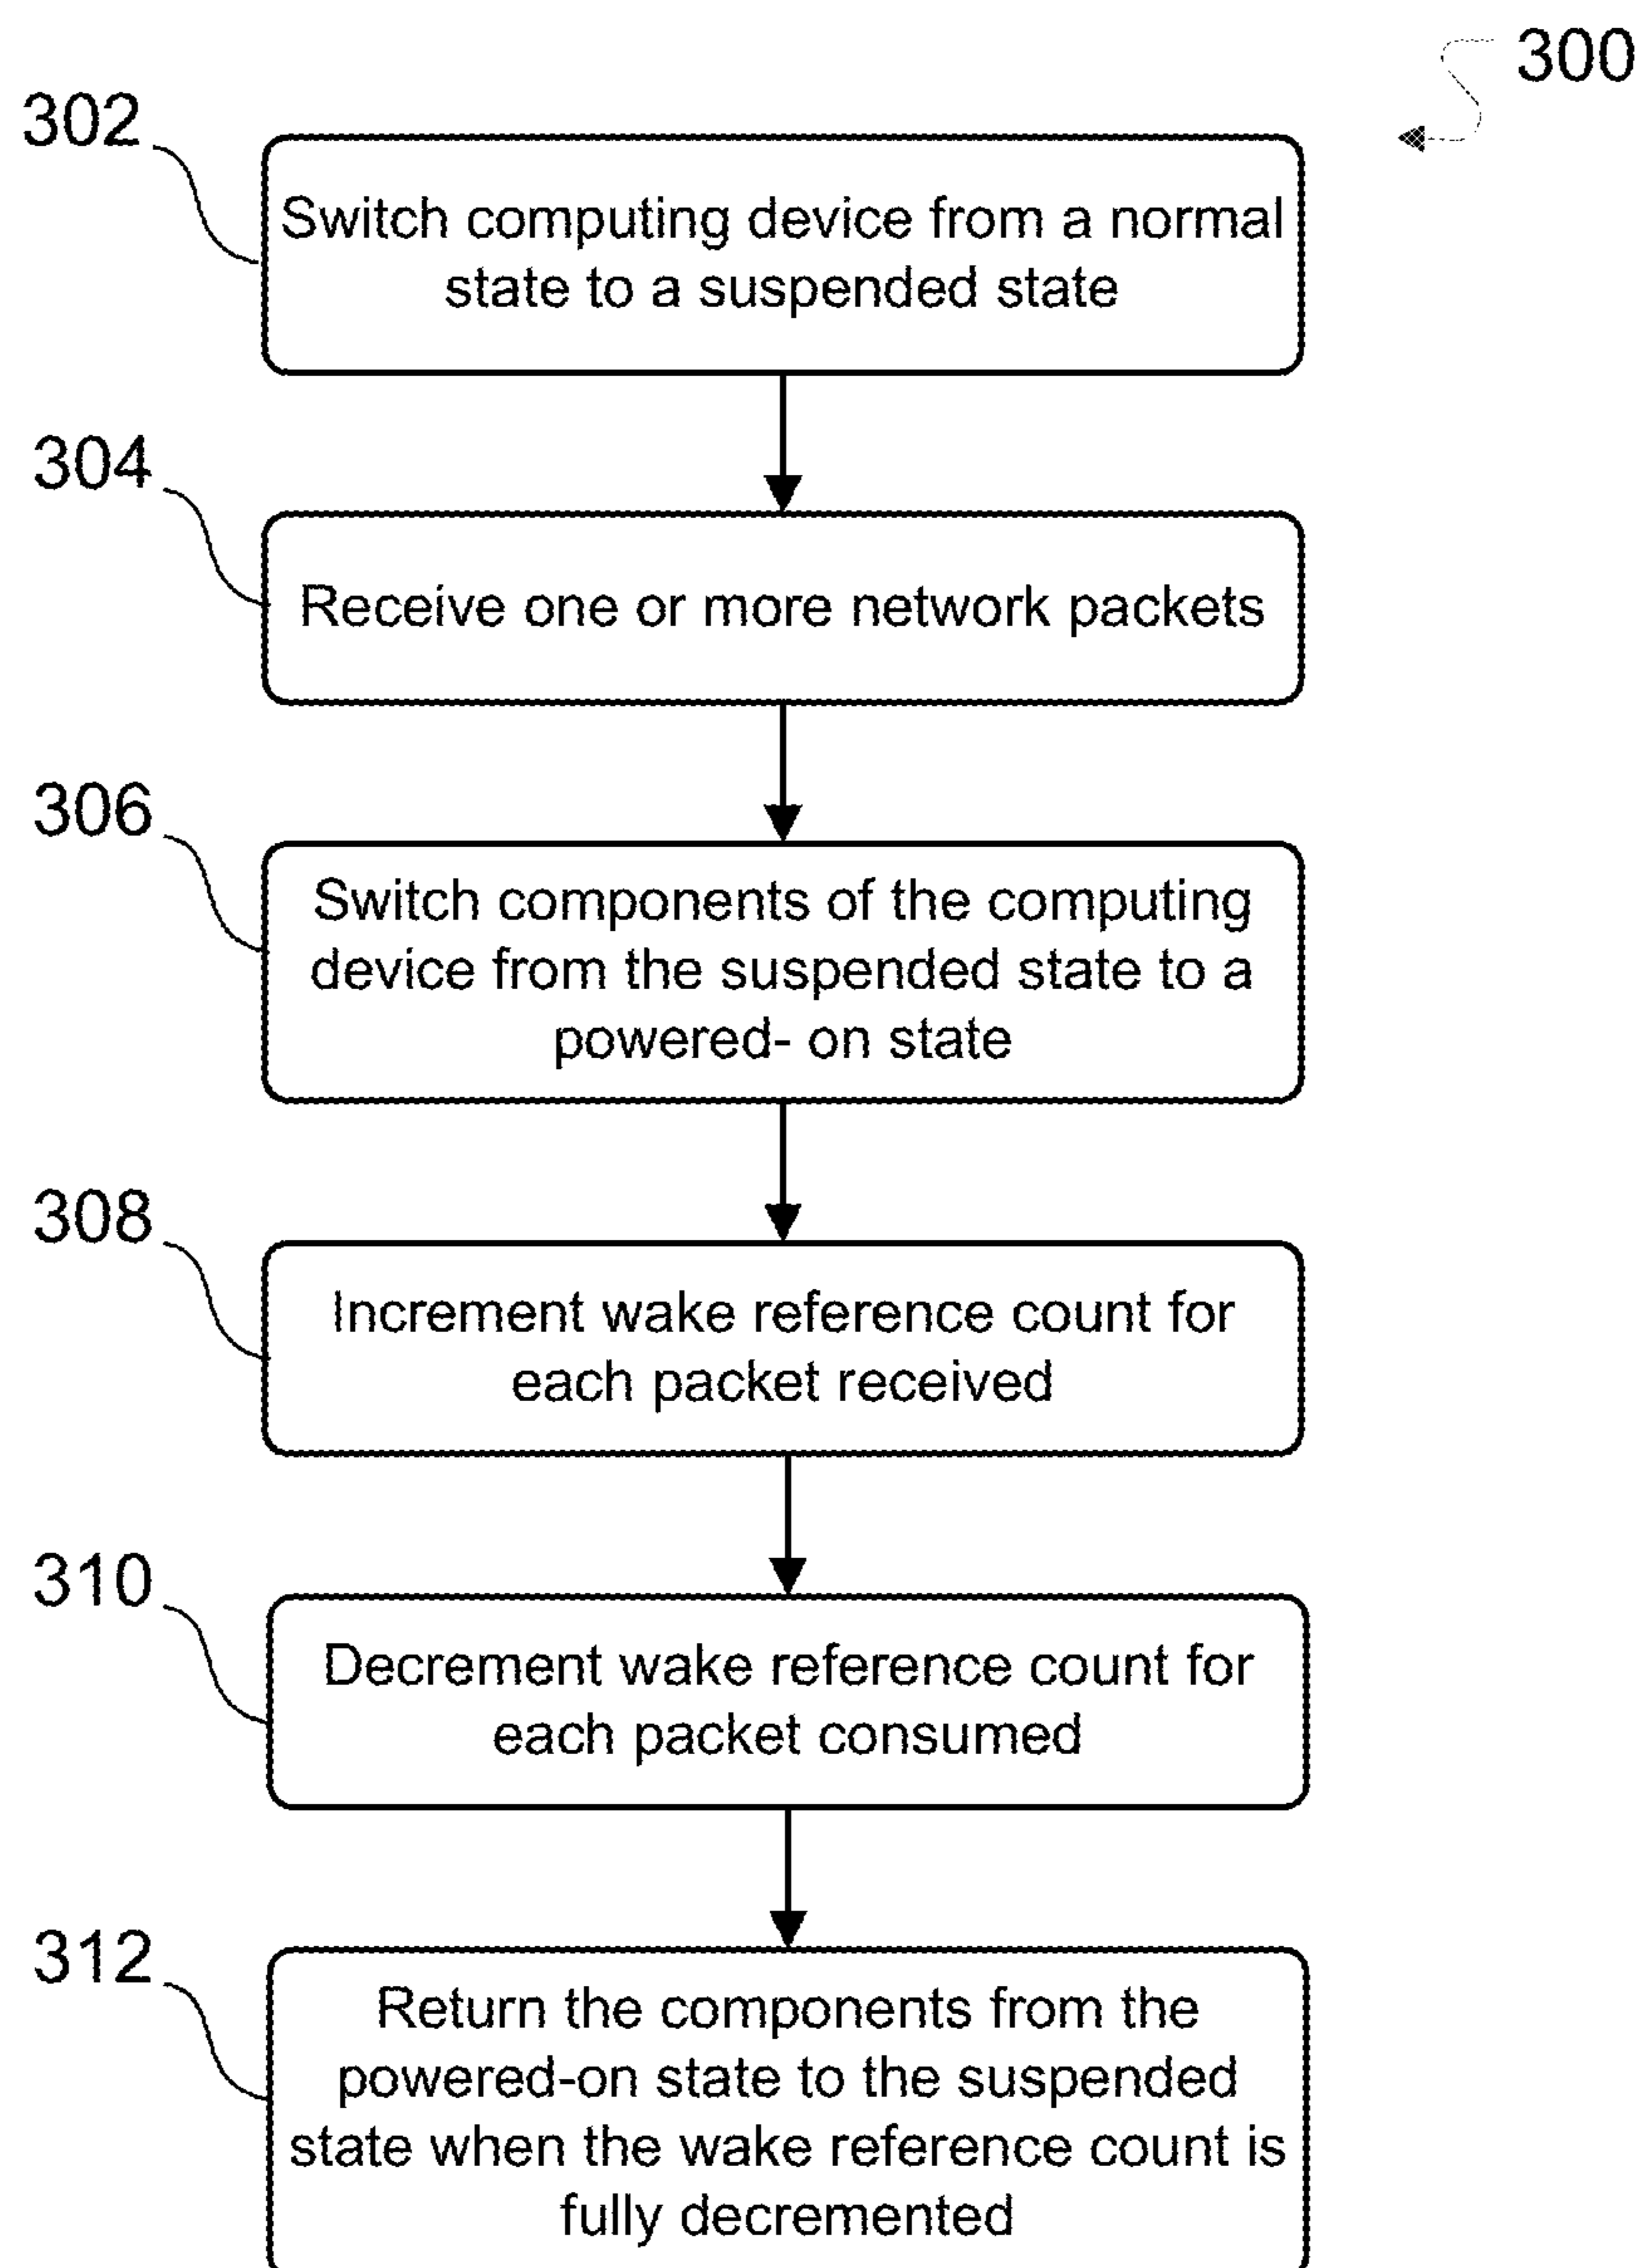 300
302
Switch computing device from a normal
state to a suspended state
304
Receive one or more network packets
306
Switch components of the computing
device from the suspended state to a
powered- on state
308
Increment wake reference count for
each packet received
310
Decrement wake reference count for
each packet consumed
312
Return the components from the
powered-on state to the suspended
state when the wake reference count is
fully decremented